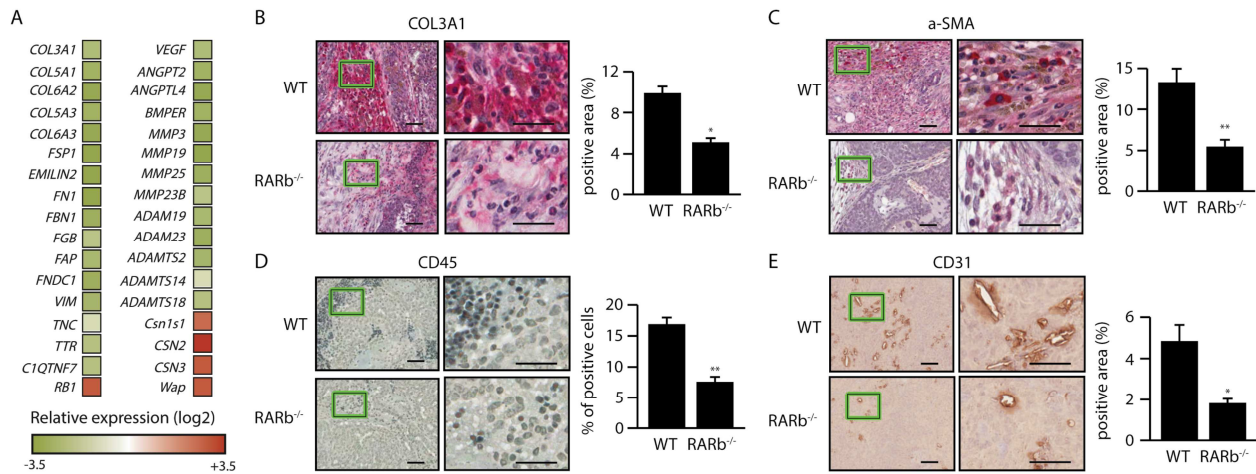 A
COL3A1
COL5A1
COL6A2
COL5A3
COL6A3
FSP1
EMILIN2
FN1
FBN1
FGB
FAP
FNDC1
VIM
TNC
TTR
C1QTNF7
RB1
VEGF
ANGPT2
ANGPTL4
BMPER
MMP3
MMP19
MMP25
MMP23B
ADAM19
ADAM23
ADAMTS2
ADAMTS14
ADAMTS18
Csn1s1
CSN2
CSN3
Wap
Relative expression (log2)
-3.5 +3.5
B
COL3A1
WT
RARb-/-
positive area (%)
12
8
4
0
*
WT RARb-/-
C
a-SMA
WT
RARb-/-
positive area (%)
15
10
5
0
**
WT RARb-/-
D
CD45
WT
RARb-/-
% of positive cells
20
15
10
5
0
**
WT RARb-/-
E
CD31
WT
RARb-/-
positive area (%)
6
4
2
0
*
WT RARb-/-